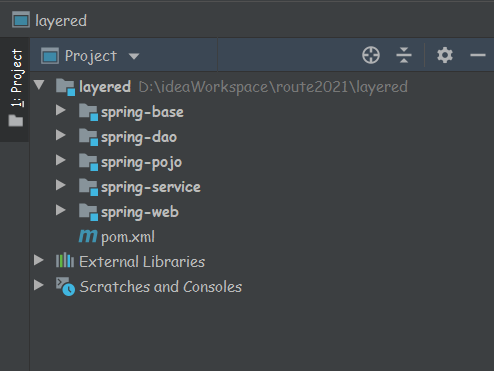 layered
1: Project
Project
layered D:\ideaWorkspace\route2021\layered
spring-base
spring-dao
spring-pojo
spring-service
spring-web
m pom.xml
External Libraries
Scratches and Consoles